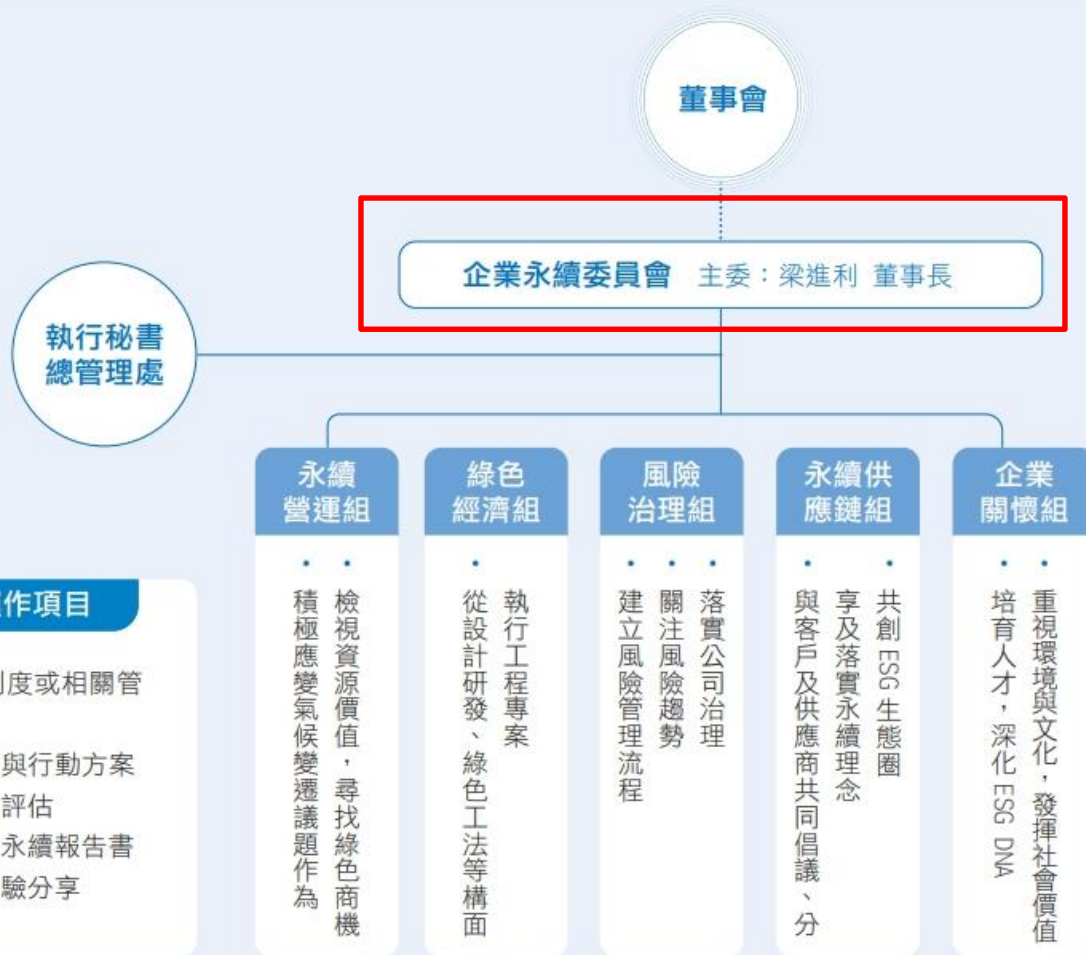 董事會
企業永續委員會 主委：梁進利 董事長
執行秘書
總管理處
永續
營運組
• 積極應變氣候變遷議題作為
• 檢視資源價值，尋找綠色商機
綠色
經濟組
• 從設計研發、綠色工法等構面
執行工程專案
風險
治理組
• 建立風險管理流程
• 關注風險趨勢
• 落實公司治理
永續供
應鏈組
• 與客戶及供應商共同倡議、分
享及落實永續理念
• 共創 ESG 生態圈
企業
關懷組
• 培育人才，深化 ESG DNA
• 重視環境與文化，發揮社會價值
作項目
度或相關管
與行動方案
評估
永續報告書
驗分享